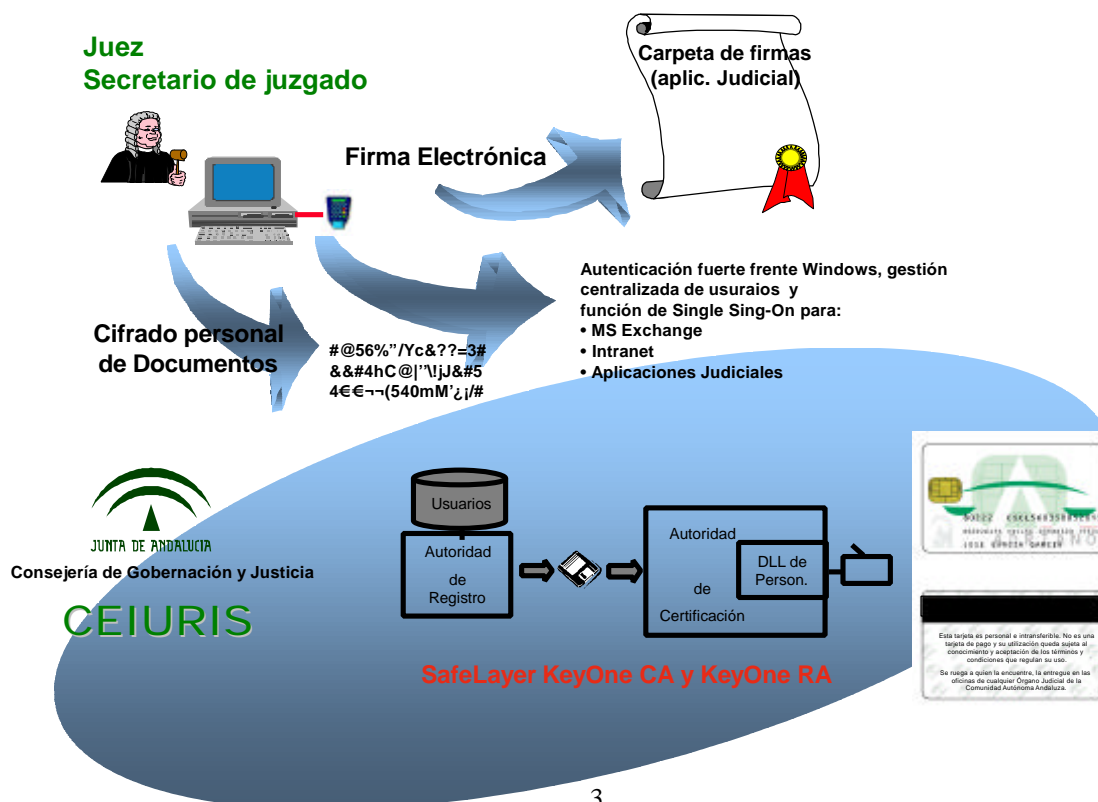 Juez
Secretario de juzgado
Carpeta de firmas
(aplic. Judicial)
Firma Electrónica
Autenticación fuerte frente Windows, gestión
centralizada de usuraios y
función de Single Sing-On para:
• MS Exchange
• Intranet
• Aplicaciones Judiciales
Cifrado personal
de Documentos
#@56%”/Yc&??=3#
&&#4hC@|”\!jJ&#5
4€€¬¬(540mM’¿¡/#
JUNTA DE ANDALUCIA
Consejería de Gobernación y Justicia
CEIURIS
Usuarios
Autoridad
de
Registro
Autoridad
de
Certificación
DLL de
Person.
SafeLayer KeyOne CA y KeyOne RA
JOSE GARCIA GARCIA
Esta tarjeta es personal e intransferible. No es una
tarjeta de pago y su utilización queda sujeta al
conocimiento y aceptación de los términos y
condiciones que regulan su uso.
Se ruega a quien la encuentre, la entregue en las
oficinas de cualquier Órgano Judicial de la
Comunidad Autónoma Andaluza.
3